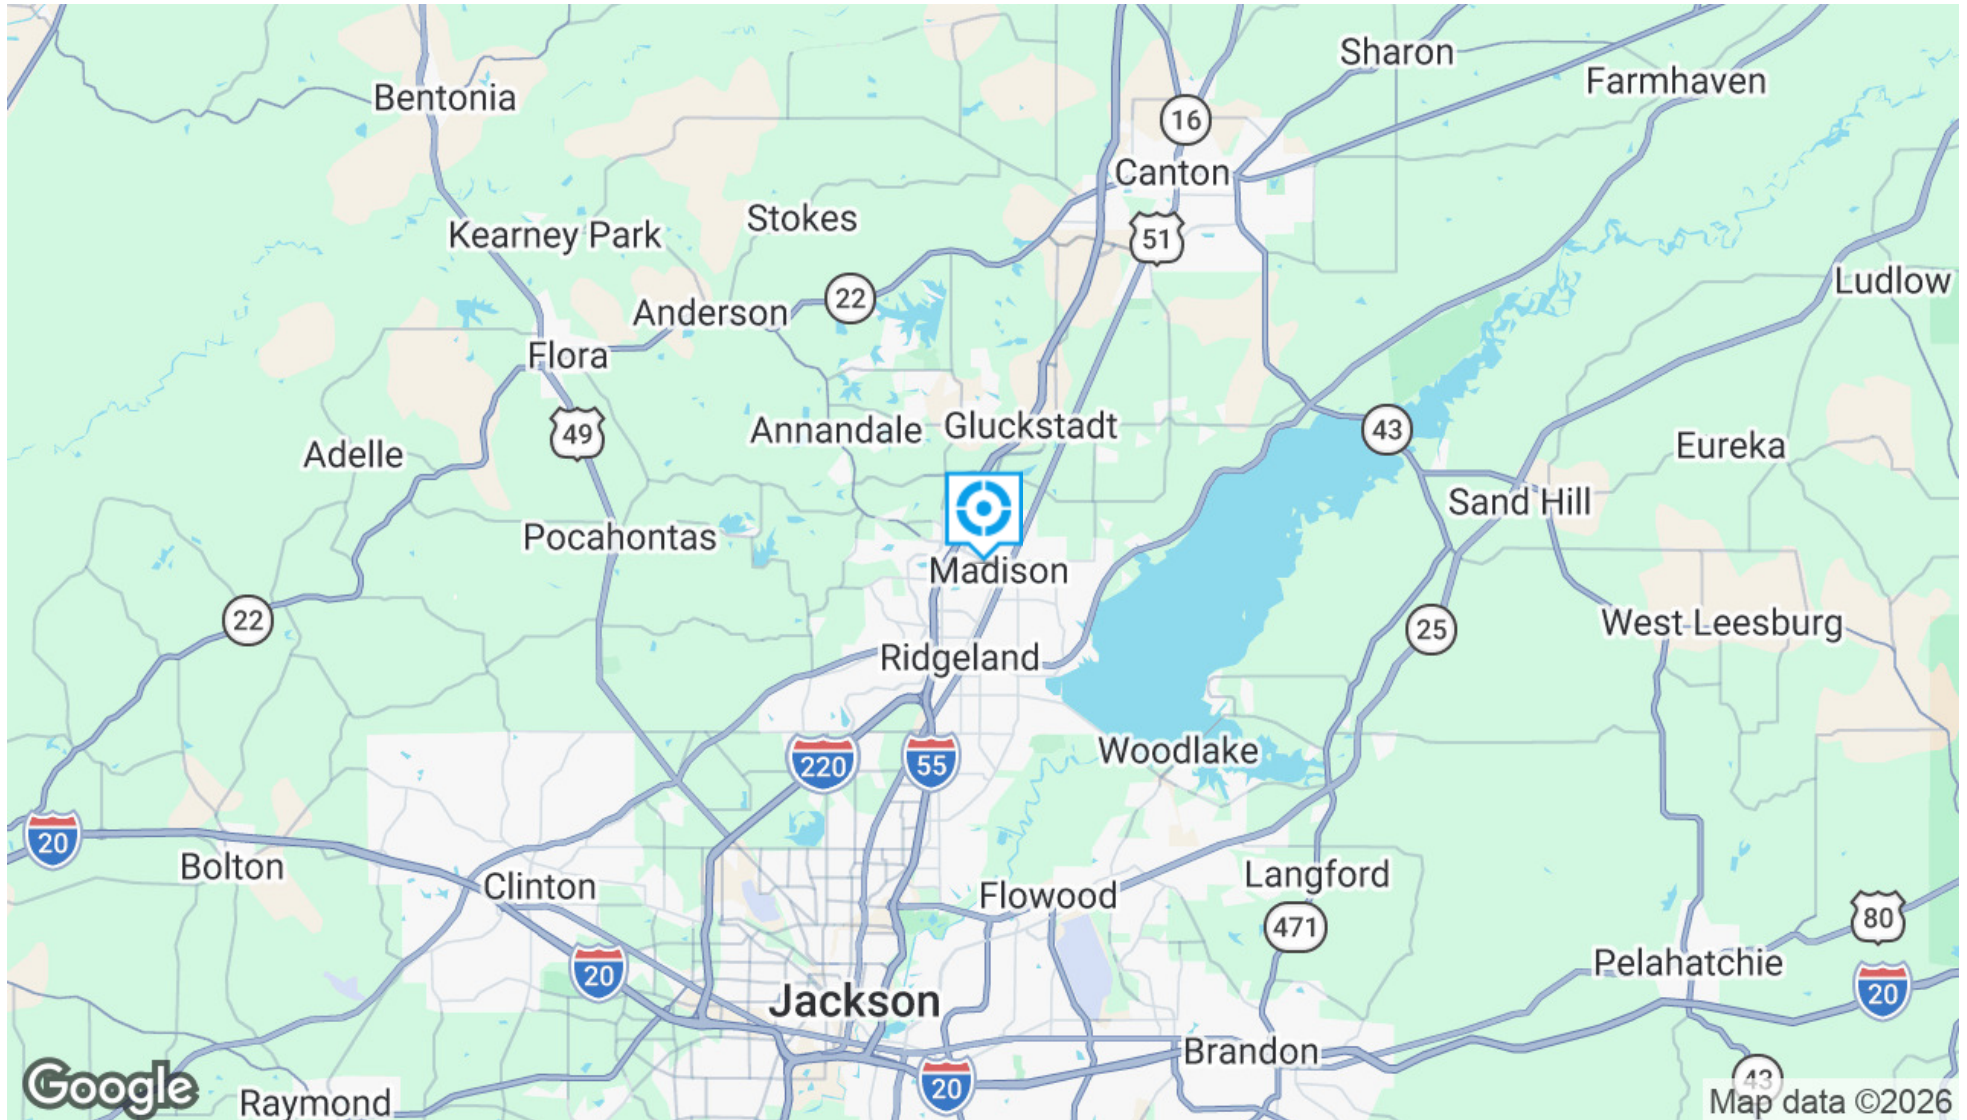 Sharon
Farmhaven
Bentonia
16
Canton
Stokes
Kearney Park
51
Ludlow
22
Anderson
Flora
Annandale
Gluckstadt
43
49
Adelle
Eureka
Sand Hill
Pocahontas
Madison
22
25
West Leesburg
Ridgeland
Woodlake
220
55
20
Bolton
Clinton
Flowood
Langford
471
80
Pelahatchie
20
20
Jackson
Brandon
20
43
Google
Raymond
Map data ©2026